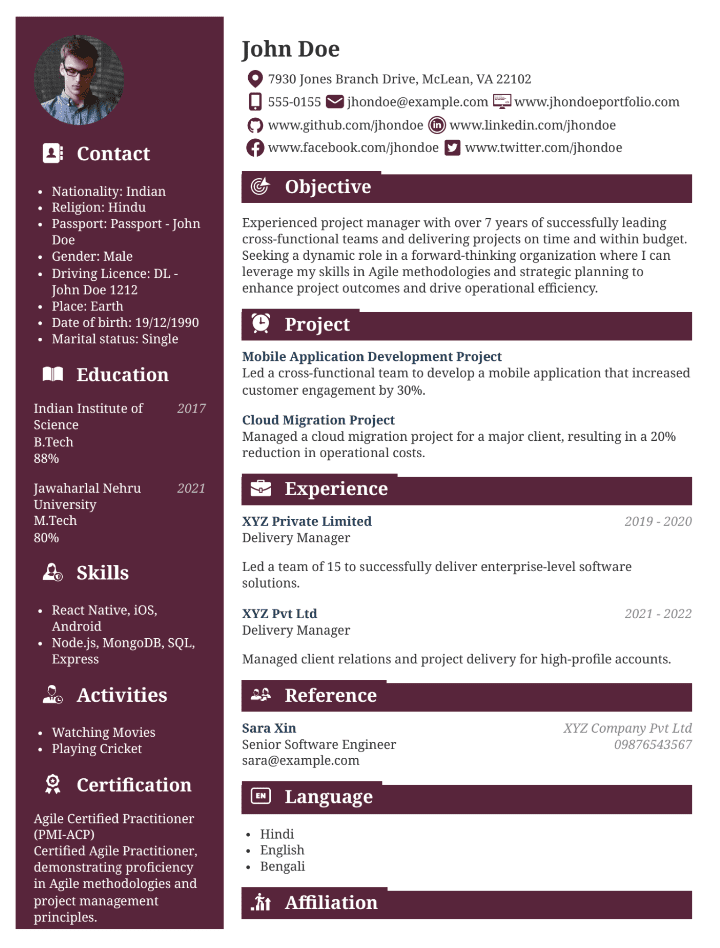 Contact
Nationality: Indian
Religion: Hindu
Passport: Passport - John
Doe
Gender: Male
Driving Licence: DL -
John Doe 1212
Place: Earth
Date of birth: 19/12/1990
Marital status: Single
Education
Indian Institute of 2017
Science
B.Tech
88%
Jawaharlal Nehru 2021
University
M.Tech
80%
Skills
React Native, iOS,
Android
Node.js, MongoDB, SQL,
Express
Activities
Watching Movies
Playing Cricket
Certification
Agile Certified Practitioner
(PMI-ACP)
Certified Agile Practitioner,
demonstrating proficiency
in Agile methodologies and
project management
principles.
John Doe
7930 Jones Branch Drive, McLean, VA 22102
555-0155 jhondoe@example.com www.jhondoeportfolio.com
www.github.com/jhondoe www.linkedin.com/jhondoe
www.facebook.com/jhondoe www.twitter.com/jhondoe
Objective
Experienced project manager with over 7 years of successfully leading
cross-functional teams and delivering projects on time and within budget.
Seeking a dynamic role in a forward-thinking organization where I can
leverage my skills in Agile methodologies and strategic planning to
enhance project outcomes and drive operational efficiency.
Project
Mobile Application Development Project
Led a cross-functional team to develop a mobile application that increased
customer engagement by 30%.
Cloud Migration Project
Managed a cloud migration project for a major client, resulting in a 20%
reduction in operational costs.
Experience
XYZ Private Limited 2019 - 2020
Delivery Manager
Led a team of 15 to successfully deliver enterprise-level software
solutions.
XYZ Pvt Ltd 2021 - 2022
Delivery Manager
Managed client relations and project delivery for high-profile accounts.
Reference
Sara Xin XYZ Company Pvt Ltd
Senior Software Engineer 09876543567
sara@example.com
EN Language
Hindi
English
Bengali
Affiliation